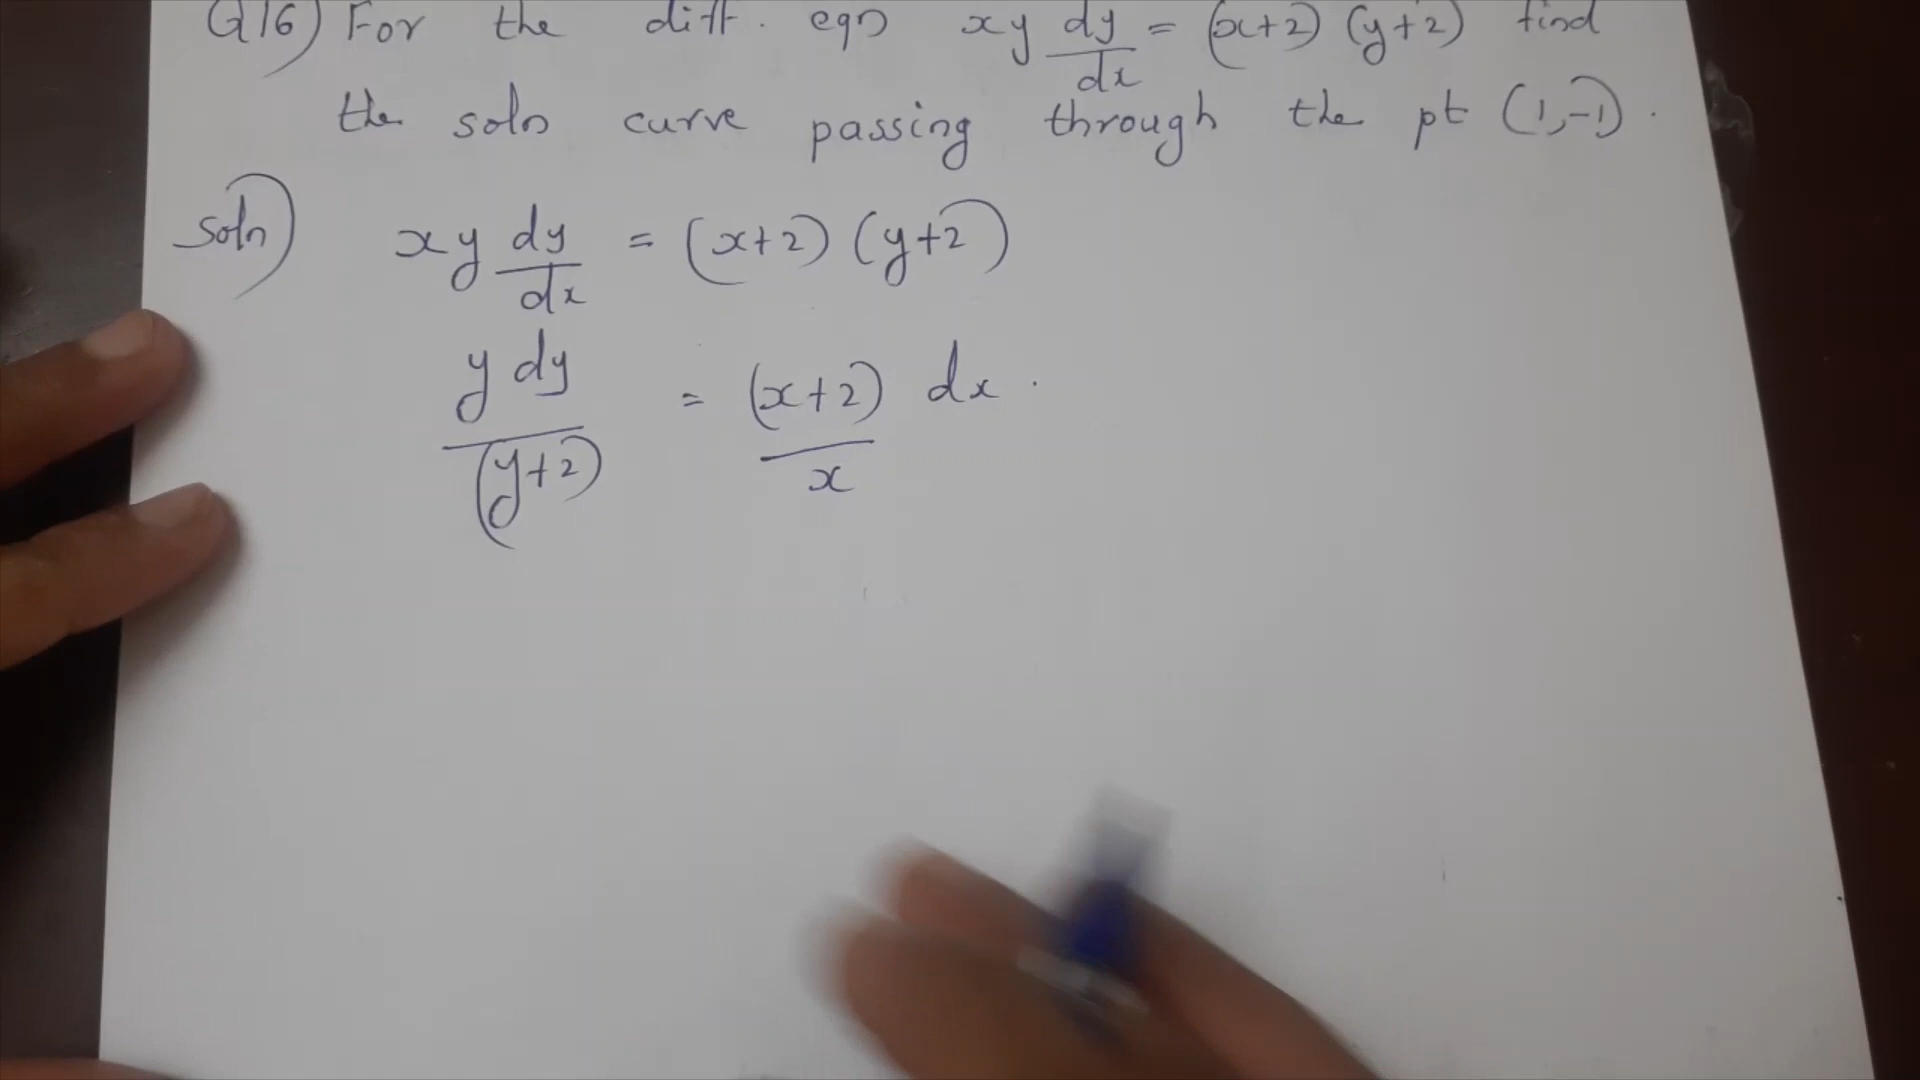 Q16) For the diff. eqn xy dy/dx = (x+2) (y+2) find
the soln curve passing through the pt (1,-1).
soln) xy dy/dx = (x+2) (y+2)
y dy/(y+2) = (x+2)/x dx.